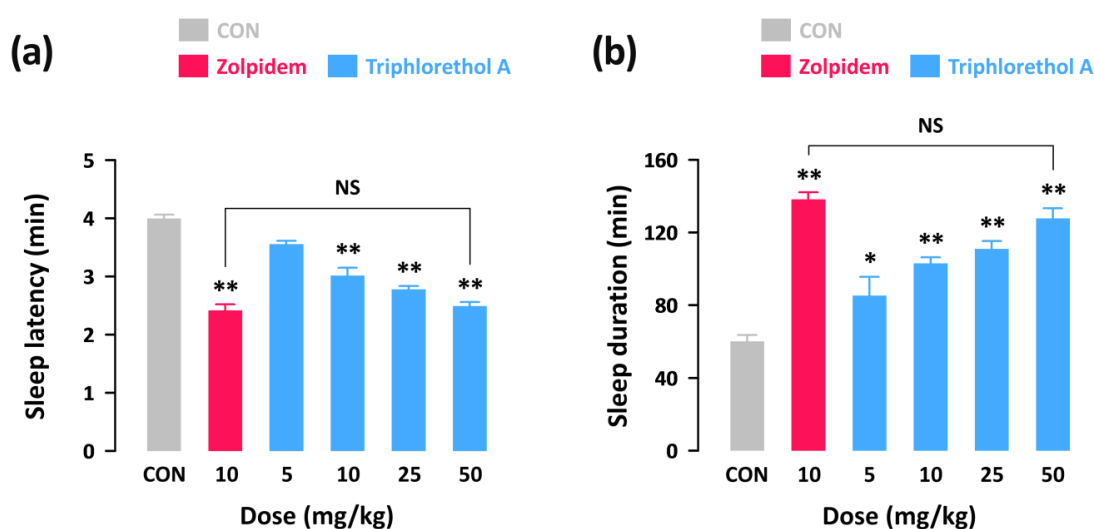 (a)
CON
Zolpidem
Triphlorethol A
Sleep latency (min)
5
4
3
2
1
0
NS
**
**
**
**
CON 10 5 10 25 50
Dose (mg/kg)
(b)
CON
Zolpidem
Triphlorethol A
Sleep duration (min)
160
120
80
40
0
NS
**
*
**
**
**
CON 10 5 10 25 50
Dose (mg/kg)